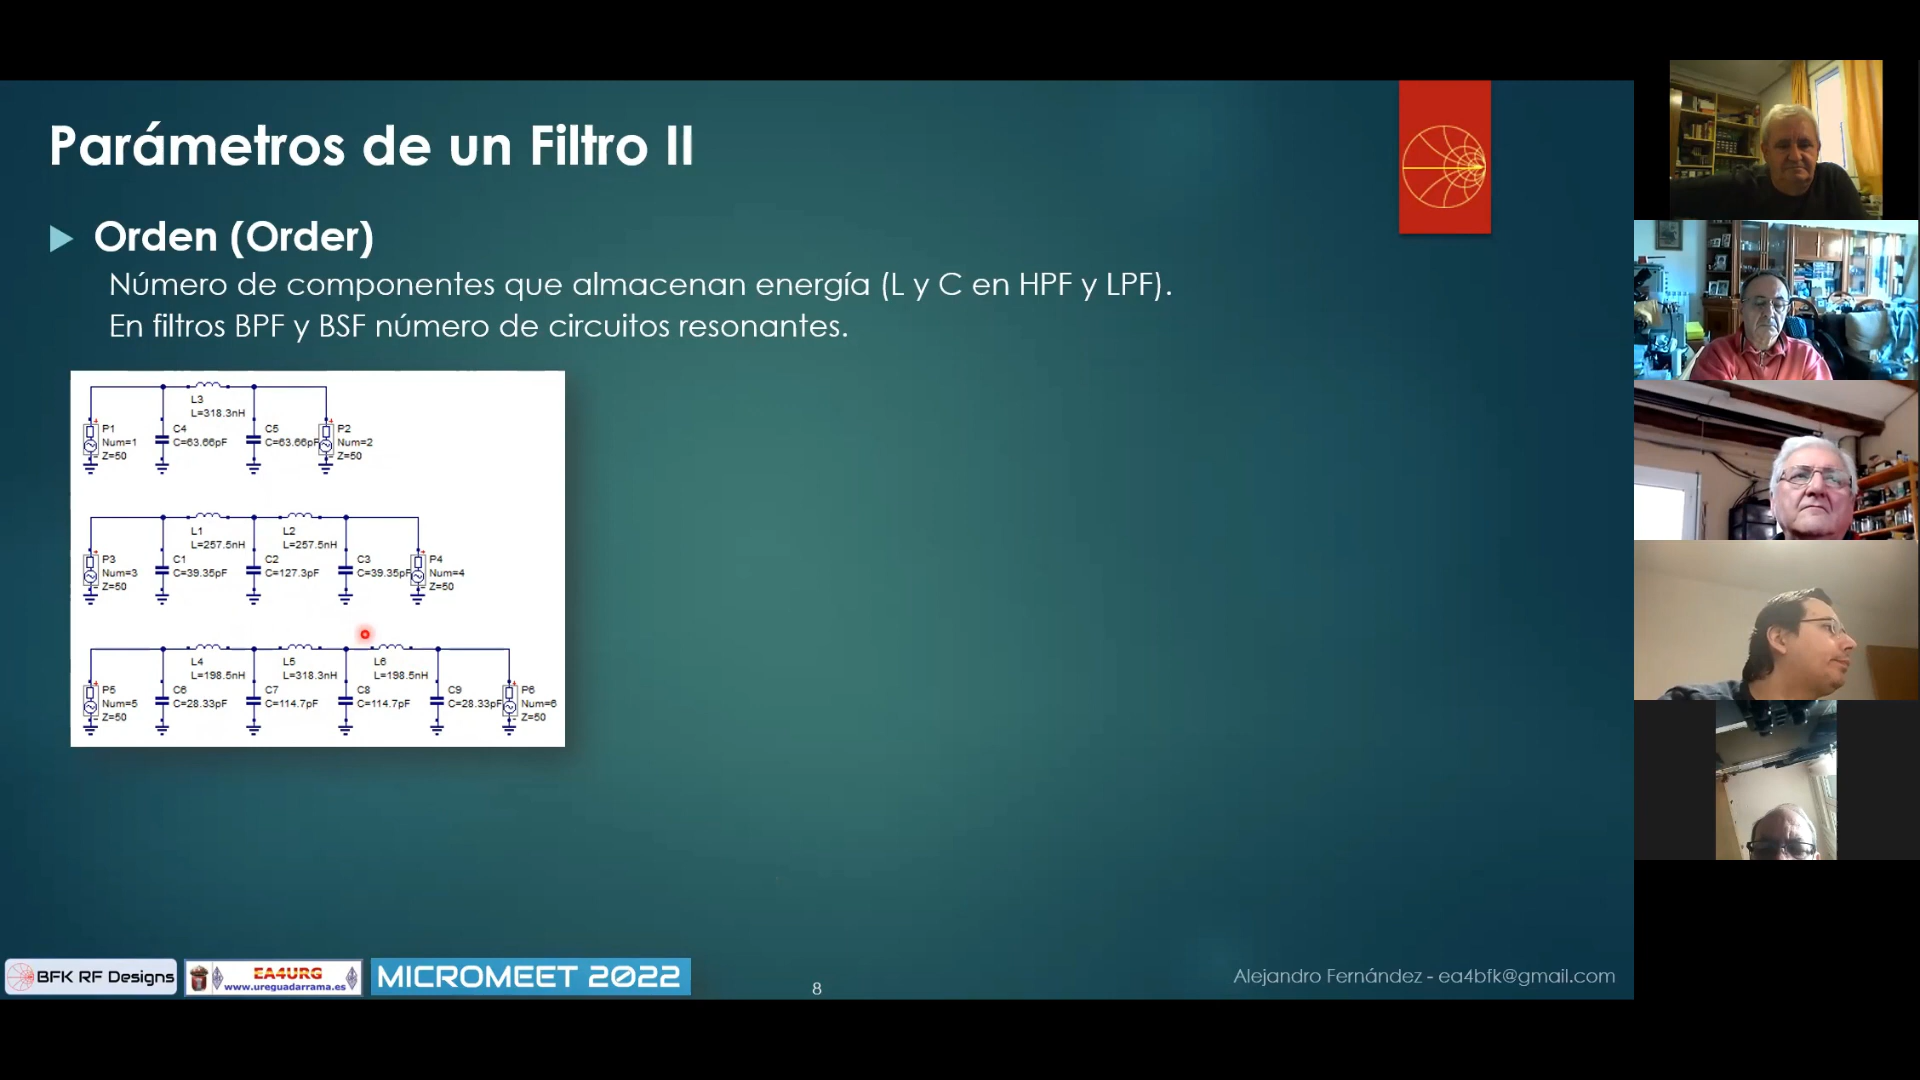 Parámetros de un Filtro II
Orden (Order)
Número de componentes que almacenan energía (L y C en HPF y LPF).
En filtros BPF y BSF número de circuitos resonantes.
L3
L=318.3nH
P1
Num=1
Z=50
C4
C=63.66pF
C5
C=63.66pF
P2
Num=2
Z=50
L1
L=257.5nH
L2
L=257.5nH
P3
Num=3
Z=50
C1
C=39.35pF
C2
C=127.3pF
C3
C=39.35pF
P4
Num=4
Z=50
L4
L=198.5nH
L5
L=318.3nH
L6
L=198.5nH
P5
Num=5
Z=50
C6
C=28.33pF
C7
C=114.7pF
C8
C=114.7pF
C9
C=28.33pF
P6
Num=6
Z=50
BFK RF Designs
EA4URG
www.ureguadarrama.es
MICROMEET 2022
8
Alejandro Fernández - ea4bfk@gmail.com